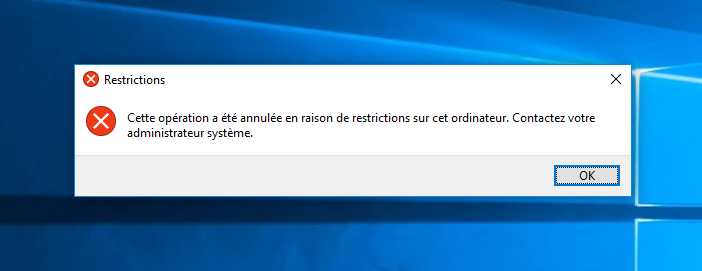 Restrictions
Cette opération a été annulée en raison de restrictions sur cet ordinateur. Contactez votre
administrateur système.
OK